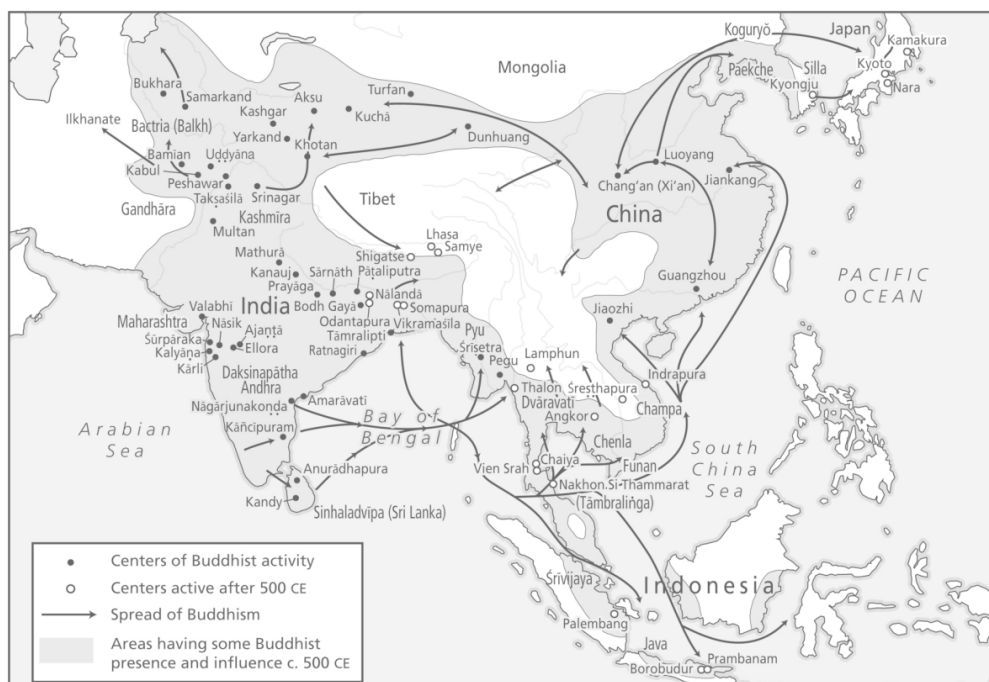 Koguryŏ
Japan
Kamakura
Mongolia
Paekche
Silla
Kyoto
Kyongju
Nara
Bukhara
Samarkand
Turfan
Aksu
Kashgar
Kuchā
Ilkhanate
Bactria (Balkh)
Yarkand
Dunhuang
Khotan
Bamīan
Uḍḍyāna
Luoyang
Kabul
Peshawar
Chang'an (Xi'an)
Jiankang
Takṣaśilā
Srinagar
Gandhāra
Kashmīra
Tibet
China
Multan
Lhasa
Samye
Shigatse
Mathurā
Kanauj
Sārnāth
Pāṭaliputra
Prayāga
Guangzhou
PACIFIC
OCEAN
Valabhī
India
Bodh Gayā
Nālandā
Somapura
Jiaozhi
Maharashtra
Nāsik
Ajaṇṭā
Odantapura
Vikramaśīla
Pyu
Śūrpāraka
Tāmralipti
Śrīsetra
Kalyāṇa
Ellora
Ratnagiri
Pegu
Lamphun
Kārli
Indrapura
Daksinapātha
Andhra
Thalon
Śresthapura
Dvāravatī
Nāgārjunakoṇḍa
Amarāvatī
Angkor
Champa
Bay of
Bengal
Arabian
Sea
Kāñcīpuram
Chenla
South
China
Sea
Anurādhapura
Chaiya
Vien Srah
Funan
Kandy
Nakhon Si Thammarat
(Tāmbraliṅga)
Sinhaladvīpa (Sri Lanka)
Centers of Buddhist activity
Centers active after 500 CE
Spread of Buddhism
Areas having some Buddhist
presence and influence c. 500 CE
Śrīvijaya
Indonesia
Palembang
Java
Prambanam
Borobudur